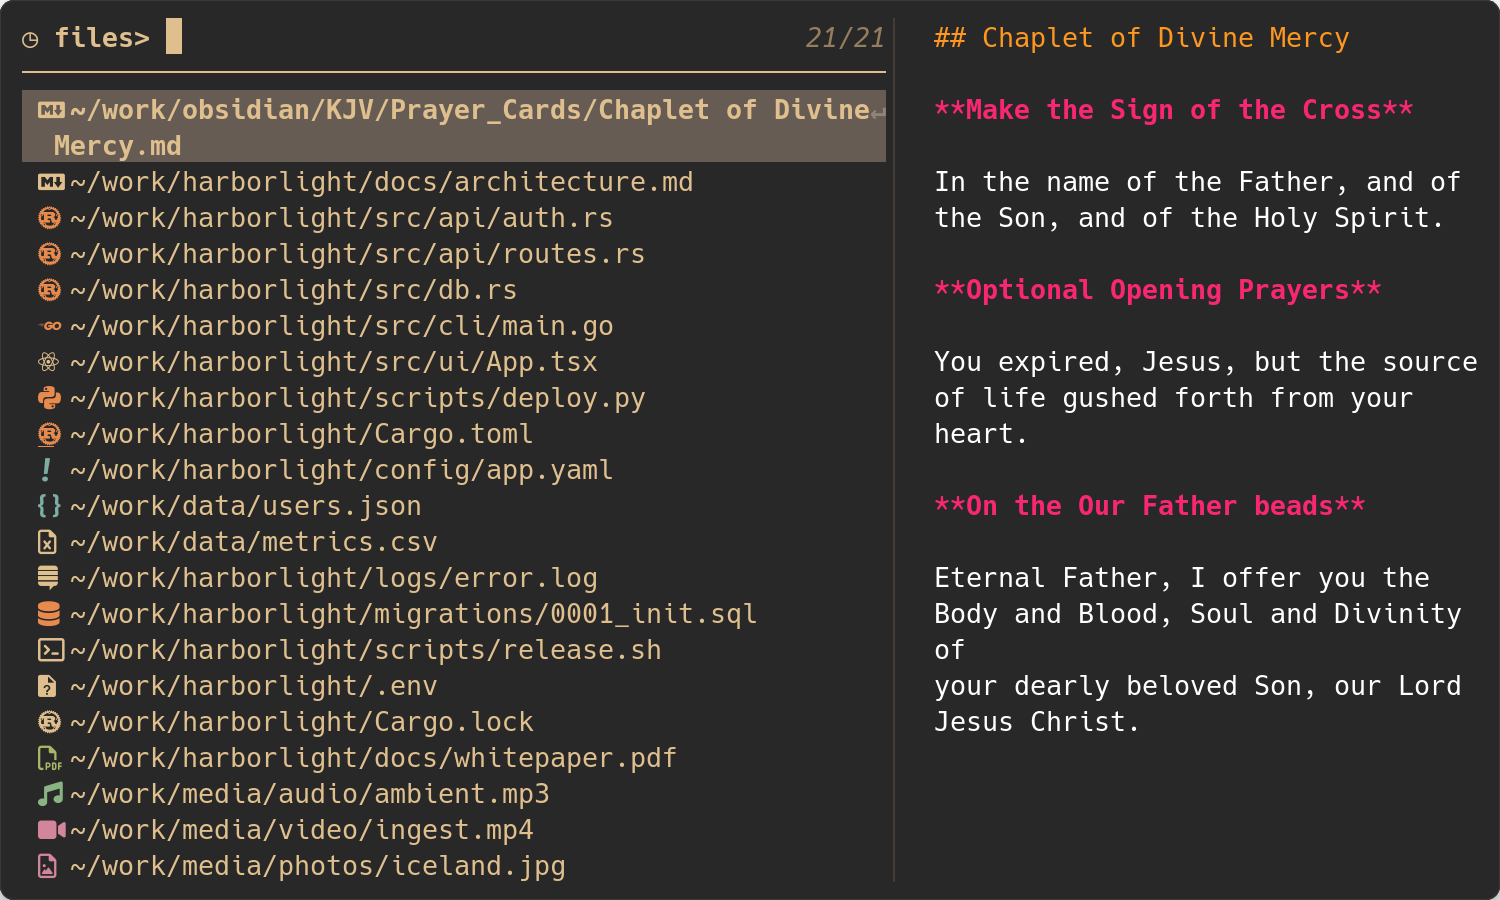 files>
21/21
~/work/obsidian/KJV/Prayer_Cards/Chaplet of Divine↵
Mercy.md
~/work/harborlight/docs/architecture.md
~/work/harborlight/src/api/auth.rs
~/work/harborlight/src/api/routes.rs
~/work/harborlight/src/db.rs
~/work/harborlight/src/cli/main.go
~/work/harborlight/src/ui/App.tsx
~/work/harborlight/scripts/deploy.py
~/work/harborlight/Cargo.toml
~/work/harborlight/config/app.yaml
~/work/data/users.json
~/work/data/metrics.csv
~/work/harborlight/logs/error.log
~/work/harborlight/migrations/0001_init.sql
~/work/harborlight/scripts/release.sh
~/work/harborlight/.env
~/work/harborlight/Cargo.lock
~/work/harborlight/docs/whitepaper.pdf
~/work/media/audio/ambient.mp3
~/work/media/video/ingest.mp4
~/work/media/photos/iceland.jpg
## Chaplet of Divine Mercy
**Make the Sign of the Cross**
In the name of the Father, and of
the Son, and of the Holy Spirit.
**Optional Opening Prayers**
You expired, Jesus, but the source
of life gushed forth from your
heart.
**On the Our Father beads**
Eternal Father, I offer you the
Body and Blood, Soul and Divinity
of
your dearly beloved Son, our Lord
Jesus Christ.